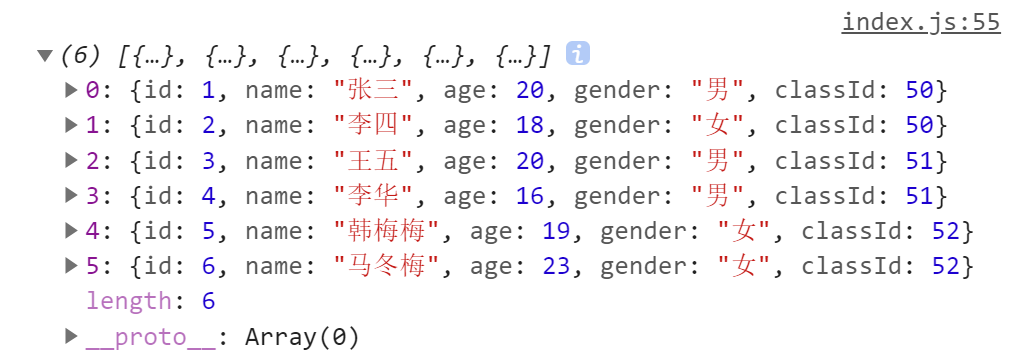 index.js:55
(6) [{…}, {…}, {…}, {…}, {…}, {…}] i
0: {id: 1, name: "张三", age: 20, gender: "男", classId: 50}
1: {id: 2, name: "李四", age: 18, gender: "女", classId: 50}
2: {id: 3, name: "王五", age: 20, gender: "男", classId: 51}
3: {id: 4, name: "李华", age: 16, gender: "男", classId: 51}
4: {id: 5, name: "韩梅梅", age: 19, gender: "女", classId: 52}
5: {id: 6, name: "马冬梅", age: 23, gender: "女", classId: 52}
length: 6
__proto__: Array(0)